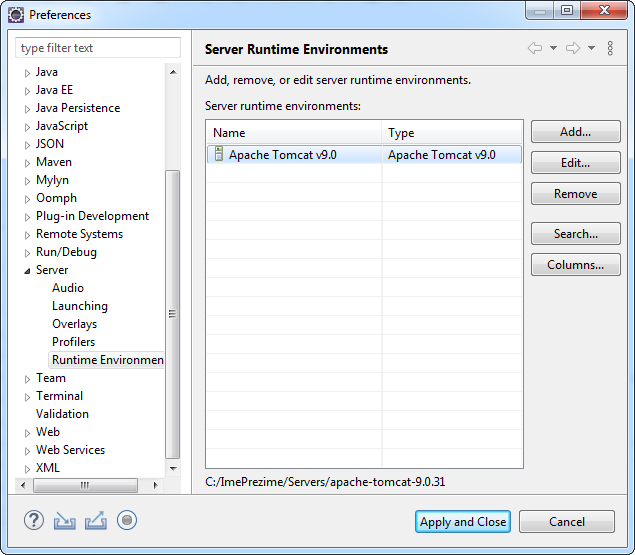 Preferences
type filter text
Java
Java EE
Java Persistence
JavaScript
JSON
Maven
Mylyn
Oomph
Plug-in Development
Remote Systems
Run/Debug
Server
Audio
Launching
Overlays
Profilers
Runtime Environmen
Team
Terminal
Validation
Web
Web Services
XML
Server Runtime Environments
Add, remove, or edit server runtime environments.
Server runtime environments:
Name Type
Apache Tomcat v9.0 Apache Tomcat v9.0
Add...
Edit...
Remove
Search...
Columns...
C:/ImePrezime/Servers/apache-tomcat-9.0.31
Apply and Close Cancel